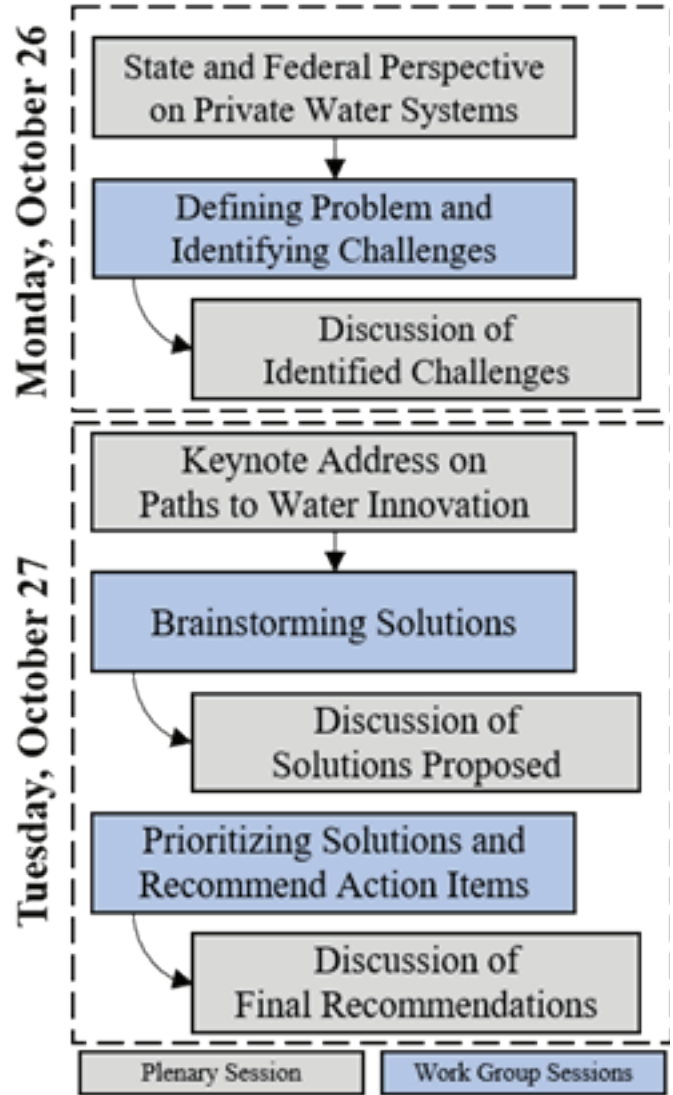 Monday, October 26
State and Federal Perspective
on Private Water Systems
Defining Problem and
Identifying Challenges
Discussion of
Identified Challenges
Tuesday, October 27
Keynote Address on
Paths to Water Innovation
Brainstorming Solutions
Discussion of
Solutions Proposed
Prioritizing Solutions and
Recommend Action Items
Discussion of
Final Recommendations
Plenary Session
Work Group Sessions